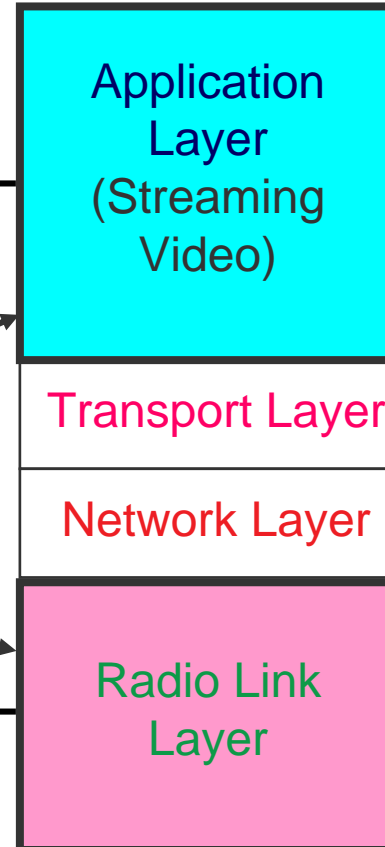 Application
Layer
(Streaming
Video)
Transport Layer
Network Layer
Radio Link
Layer